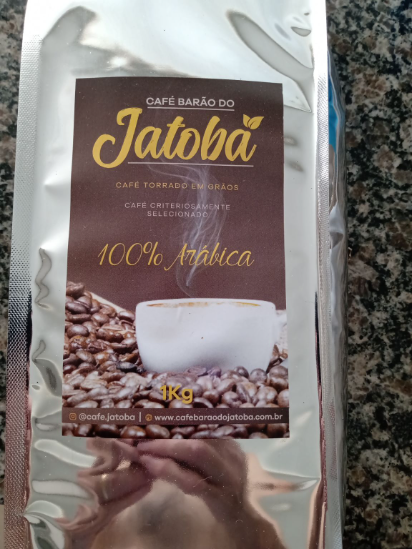 CAFÉ BARÃO DO
Jatobá
CAFÉ TORRADO EM GRÃOS
CAFÉ CRITERIOSAMENTE
SELECIONADO
100% Arábica
1Kg
@cafe.jatoba | www.cafebaraodojatoba.com.br